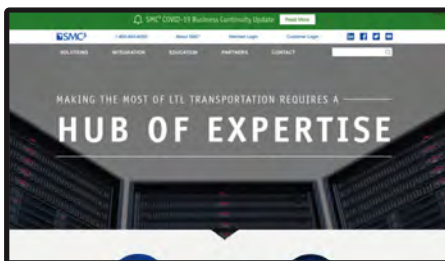 SMC³ COVID-19 Business Continuity Update Read More
SMC³ About SMC³ Member Login Customer Login
SOLUTIONS INTEGRATION EDUCATION PARTNERS CONTACT
MAKING THE MOST OF LTL TRANSPORTATION REQUIRES A
HUB OF EXPERTISE